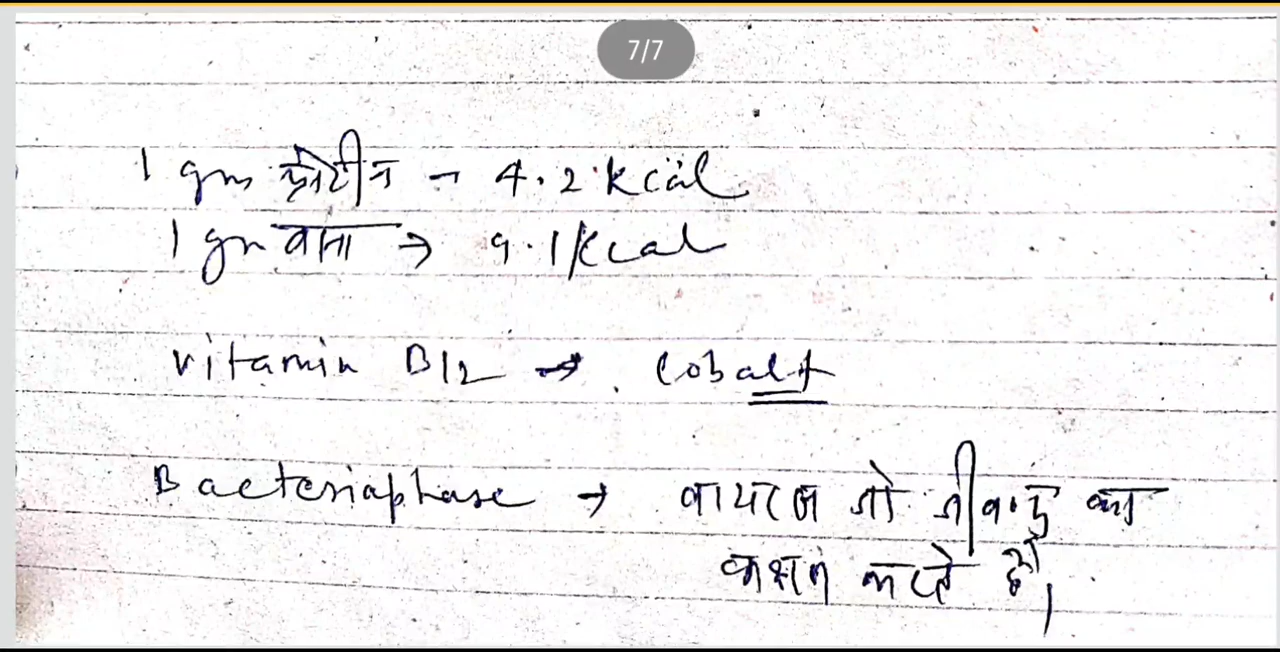 7/7
1 gm प्रोटीन - 4.2 kcal
1 gm वसा → 9.1 kcal
Vitamin B12 → Cobalt
Bacteriaphase → वायरस जो जीवाणु का
भक्षण करते हैं।